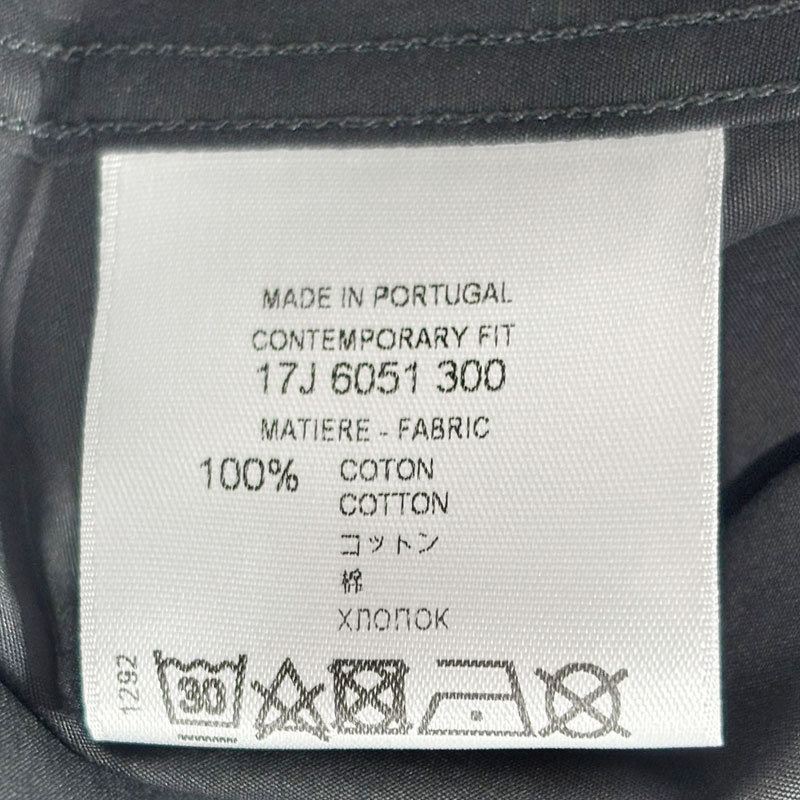 MADE IN PORTUGAL
CONTEMPORARY FIT
17J 6051 300
MATIERE - FABRIC
100% COTON
COTTON
コットン
棉
ХЛОПОК
1292
30